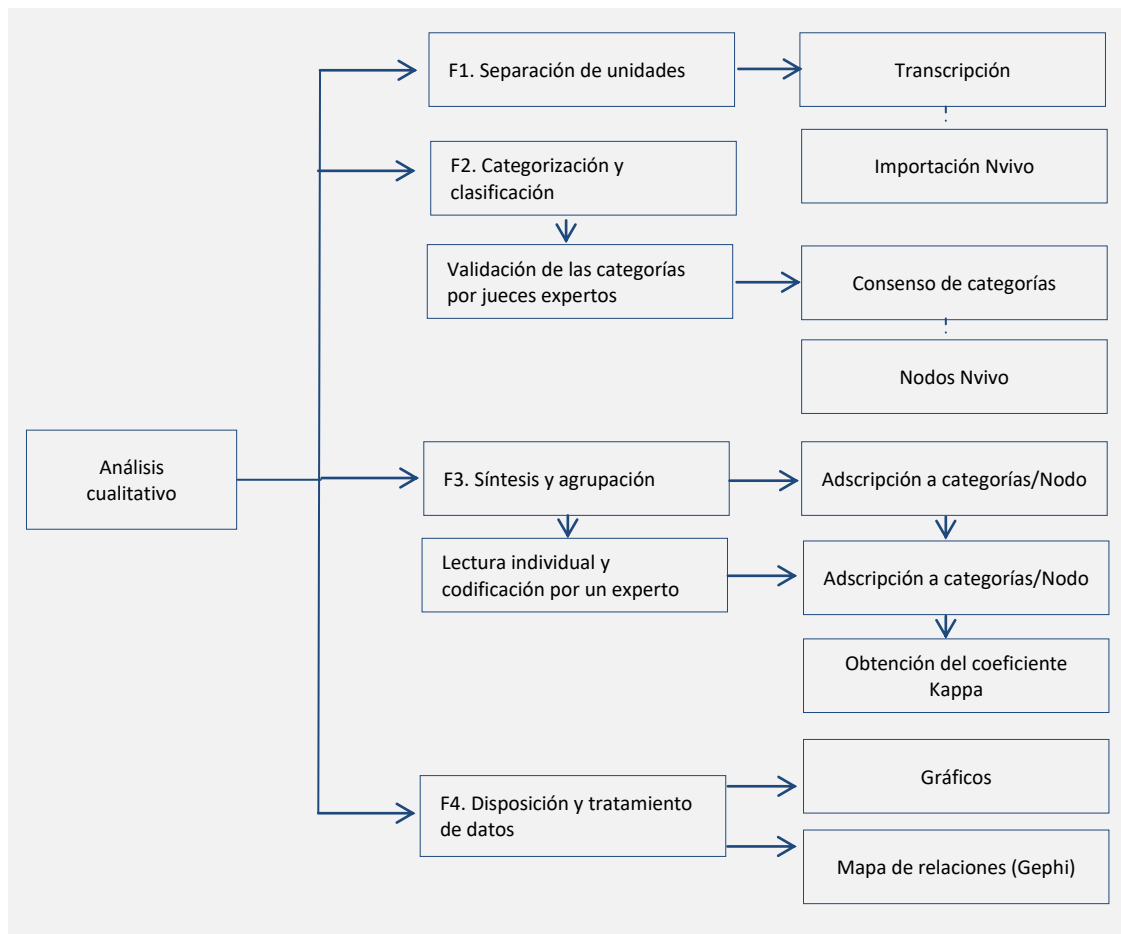 F1. Separación de unidades
Transcripción
Importación Nvivo
F2. Categorización y
clasificación
Validación de las categorías
por jueces expertos
Consenso de categorías
Nodos Nvivo
Análisis
cualitativo
F3. Síntesis y agrupación
Adscripción a categorías/Nodo
Lectura individual y
codificación por un experto
Adscripción a categorías/Nodo
Obtención del coeficiente
Kappa
F4. Disposición y tratamiento
de datos
Gráficos
Mapa de relaciones (Gephi)